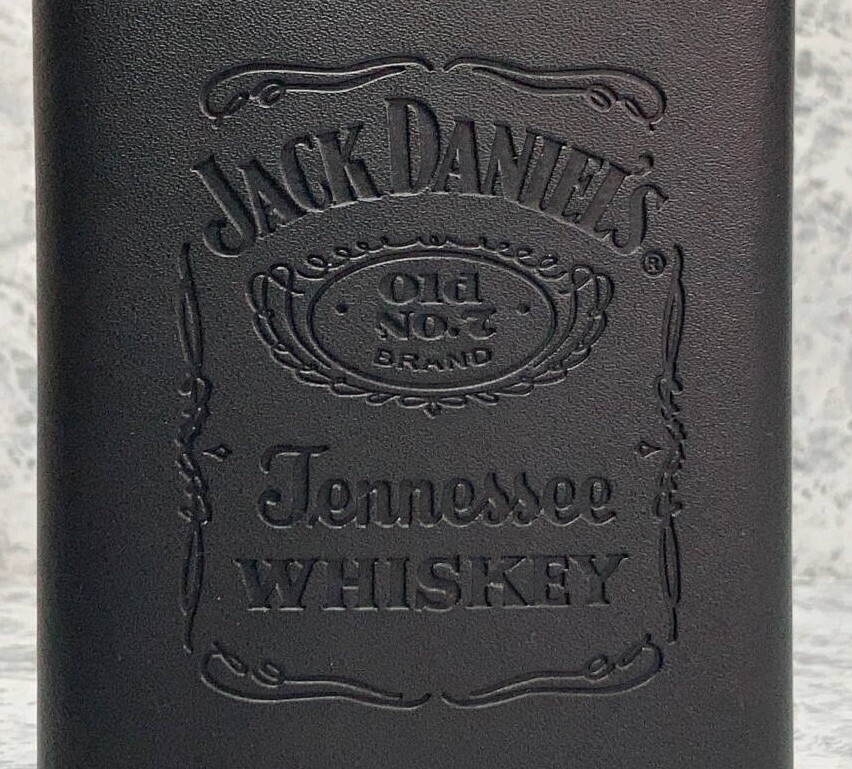 JACK DANIEL'S ®
Old
NO.7
BRAND
Tennessee
WHISKEY